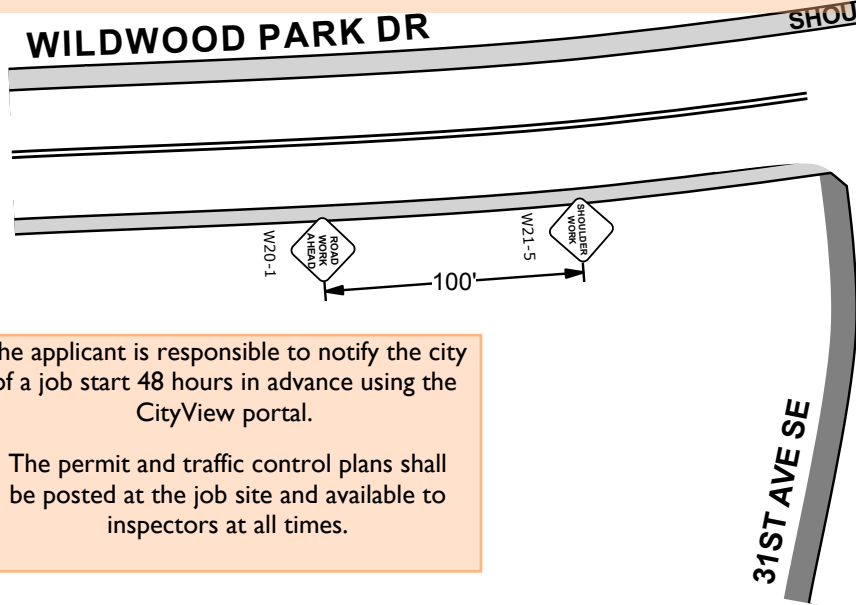 WILDWOOD PARK DR
SHOU
W20-1
ROAD
WORK
AHEAD
W21-5
SHOULDER
WORK
100'
he applicant is responsible to notify the city
of a job start 48 hours in advance using the
CityView portal.
The permit and traffic control plans shall
be posted at the job site and available to
inspectors at all times.
31ST AVE SE